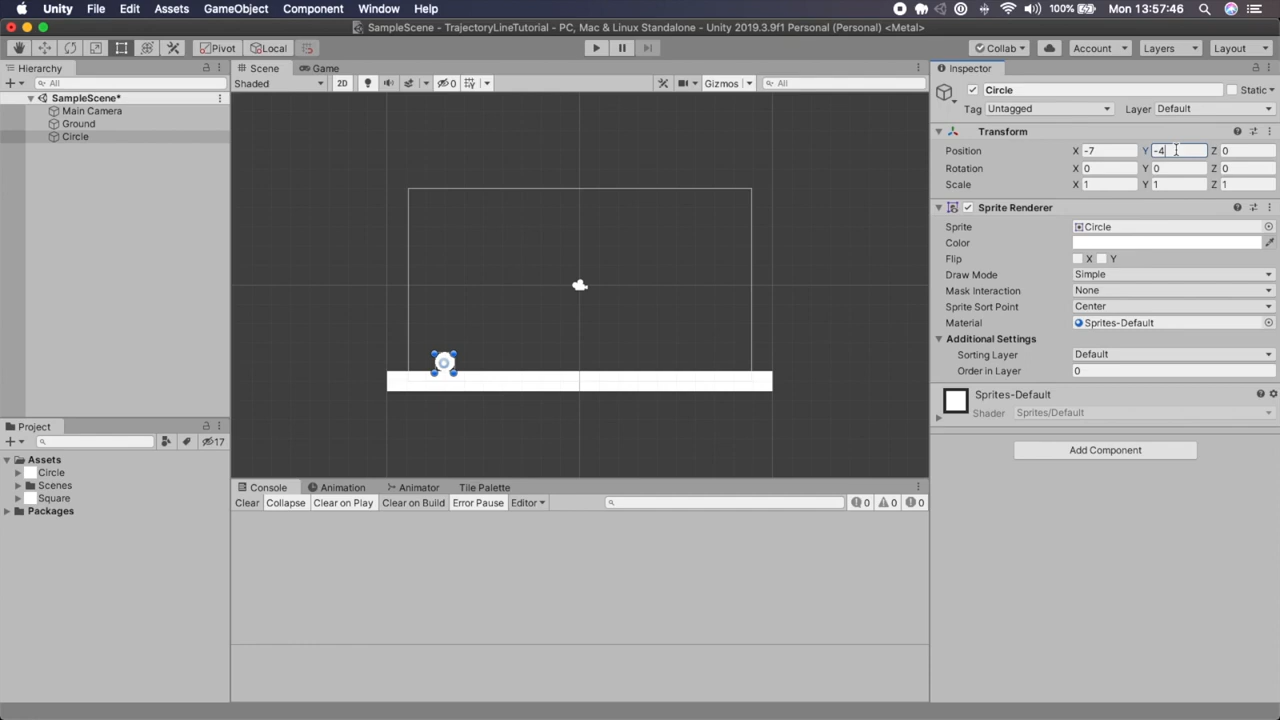 Unity File Edit Assets GameObject Component Window Help 100% Mon 13:57:46
SampleScene - TrajectoryLineTutorial - PC, Mac & Linux Standalone - Unity 2019.3.9f1 Personal (Personal) <Metal>
Pivot Local Collab Account Layers Layout
Hierarchy
All
SampleScene*
Main Camera
Ground
Circle
Scene Game
Shaded 2D 0 Gizmos All
Inspector
Circle Static
Tag Untagged Layer Default
Transform
Position X -7 Y -4 Z 0
Rotation X 0 Y 0 Z 0
Scale X 1 Y 1 Z 1
Sprite Renderer
Sprite Circle
Color
Flip X Y
Draw Mode Simple
Mask Interaction None
Sprite Sort Point Center
Material Sprites-Default
Additional Settings
Sorting Layer Default
Order in Layer 0
Sprites-Default
Shader Sprites/Default
Add Component
Project
17
Assets
Circle
Scenes
Square
Packages
Console Animation Animator Tile Palette
Clear Collapse Clear on Play Clear on Build Error Pause Editor 0 0 0